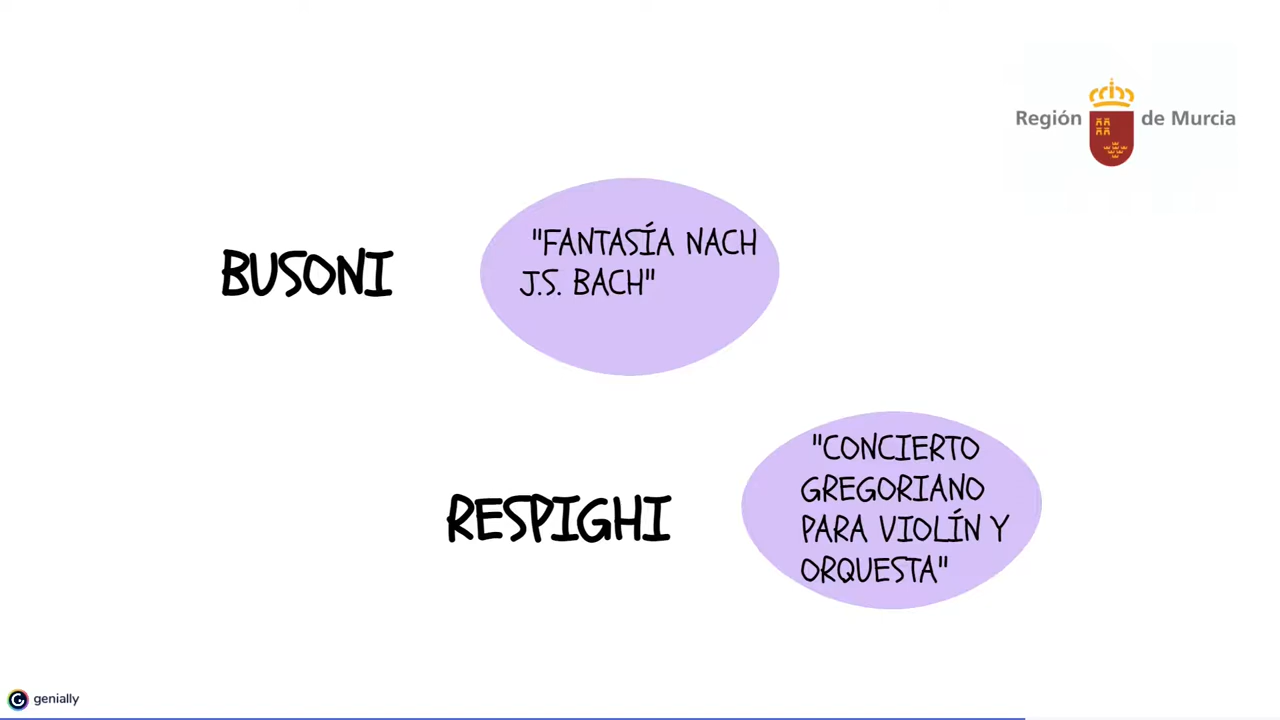 Región de Murcia
BUSONI
"FANTASÍA NACH
J.S. BACH"
RESPIGHI
"CONCIERTO
GREGORIANO
PARA VIOLÍN Y
ORQUESTA"
genially